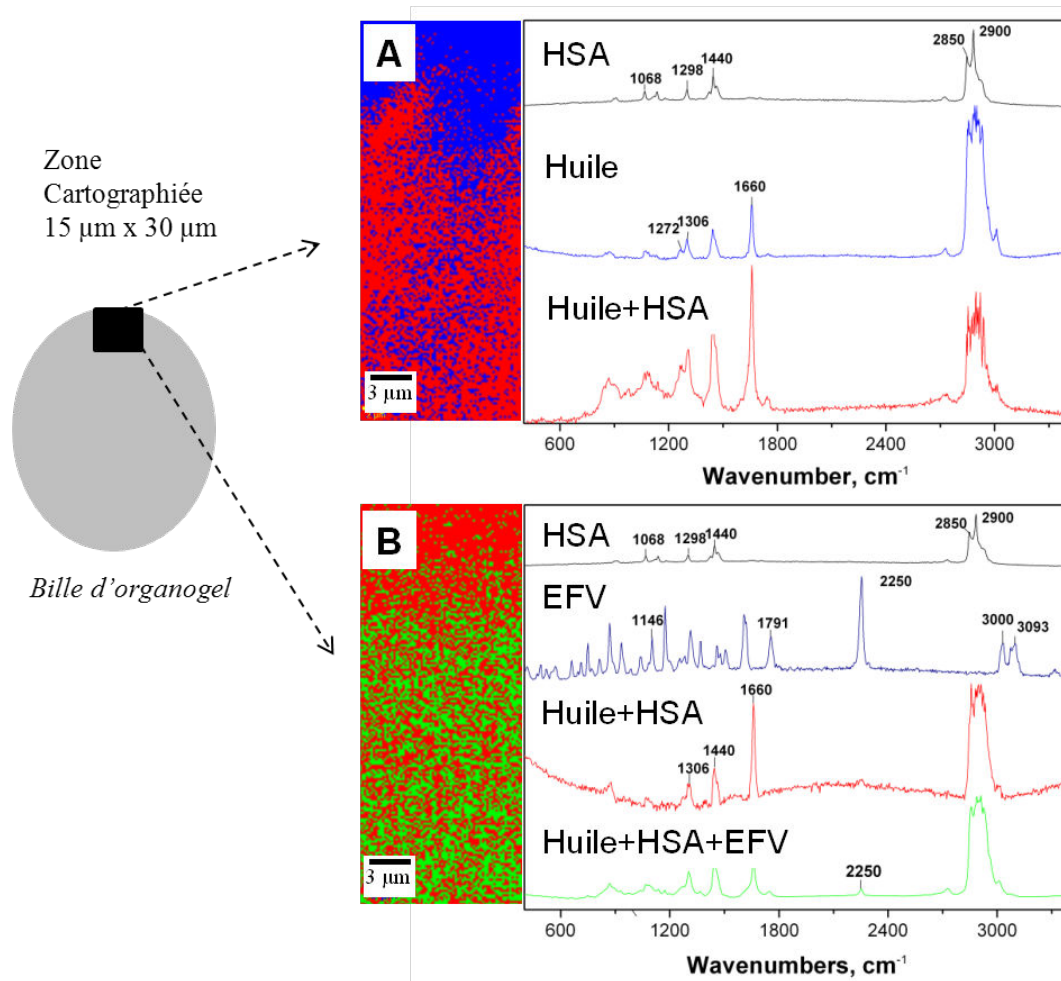 Zone
Cartographiée
15 µm x 30 µm
Bille d'organogel
A
3 µm
HSA
1068
1298
1440
2850
2900
Huile
1272
1306
1660
Huile+HSA
600 1200 1800 2400 3000
Wavenumber, cm-1
B
3 µm
HSA
1068
1298
1440
2850
2900
EFV
1146
1791
2250
3000
3093
Huile+HSA
1306
1440
1660
Huile+HSA+EFV
2250
600 1200 1800 2400 3000
Wavenumbers, cm-1